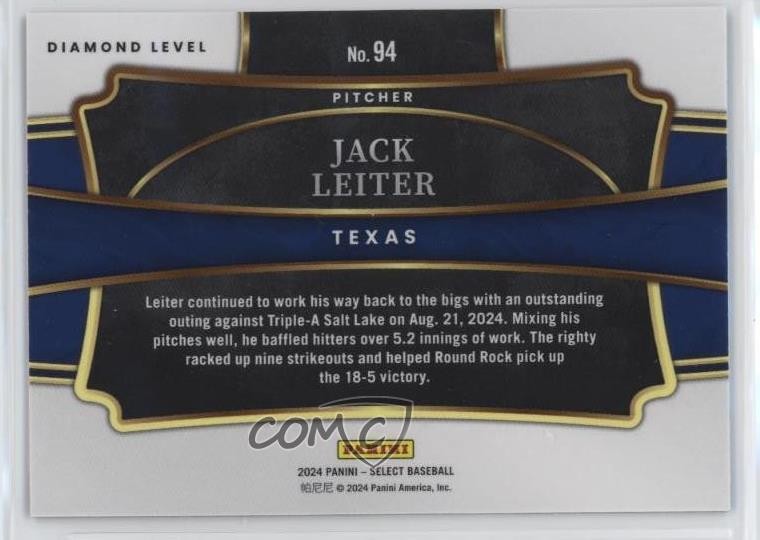 DIAMOND LEVEL
No. 94
PITCHER
JACK
LEITER
TEXAS
Leiter continued to work his way back to the bigs with an outstanding
outing against Triple-A Salt Lake on Aug. 21, 2024. Mixing his
pitches well, he baffled hitters over 5.2 innings of work. The righty
racked up nine strikeouts and helped Round Rock pick up
the 18-5 victory.
COMC
PANINI
2024 PANINI – SELECT BASEBALL
帕尼尼 © 2024 Panini America, Inc.